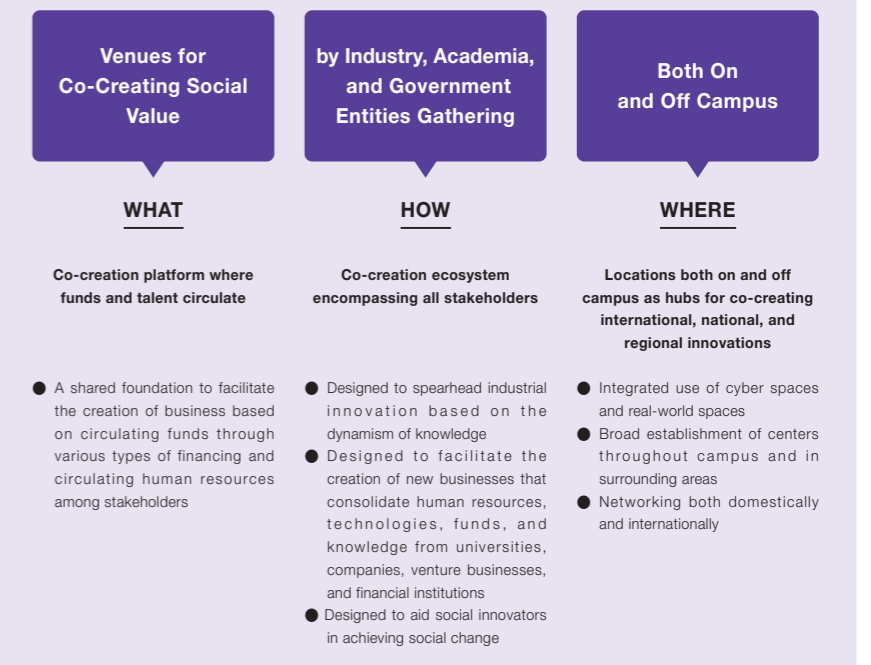 Venues for
Co-Creating Social
Value
WHAT
Co-creation platform where
funds and talent circulate
● A shared foundation to facilitate
the creation of business based
on circulating funds through
various types of financing and
circulating human resources
among stakeholders
by Industry, Academia,
and Government
Entities Gathering
HOW
Co-creation ecosystem
encompassing all stakeholders
● Designed to spearhead industrial
innovation based on the
dynamism of knowledge
● Designed to facilitate the
creation of new businesses that
consolidate human resources,
technologies, funds, and
knowledge from universities,
companies, venture businesses,
and financial institutions
● Designed to aid social innovators
in achieving social change
Both On
and Off Campus
WHERE
Locations both on and off
campus as hubs for co-creating
international, national, and
regional innovations
● Integrated use of cyber spaces
and real-world spaces
● Broad establishment of centers
throughout campus and in
surrounding areas
● Networking both domestically
and internationally